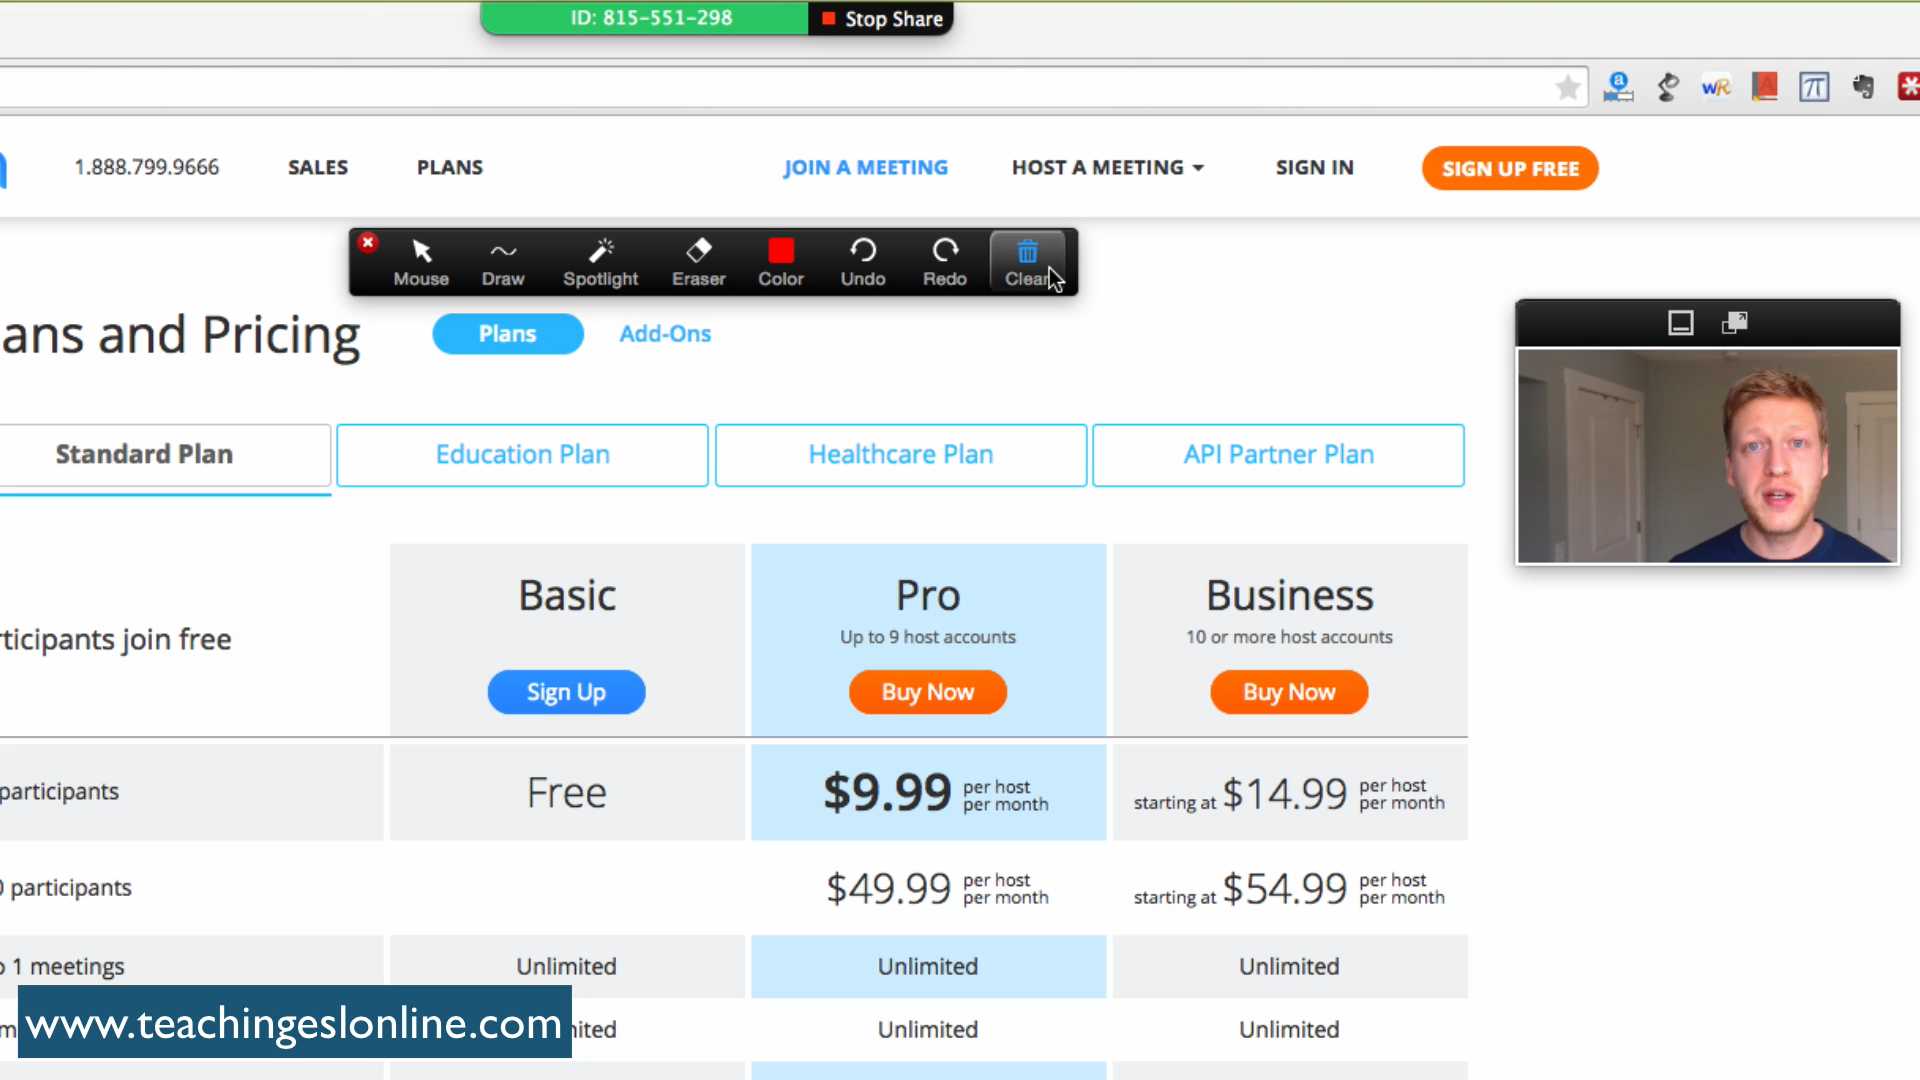 ID: 815-551-298 Stop Share
1.888.799.9666 SALES PLANS JOIN A MEETING HOST A MEETING SIGN IN SIGN UP FREE
Mouse Draw Spotlight Eraser Color Undo Redo Clear
ans and Pricing Plans Add-Ons
Standard Plan Education Plan Healthcare Plan API Partner Plan
Basic Pro Business
Up to 9 host accounts 10 or more host accounts
rticipants join free
Sign Up Buy Now Buy Now
participants Free $9.99 per host per month starting at $14.99 per host per month
0 participants $49.99 per host per month starting at $54.99 per host per month
o 1 meetings Unlimited Unlimited Unlimited
www.teachingeslonline.com ited Unlimited Unlimited